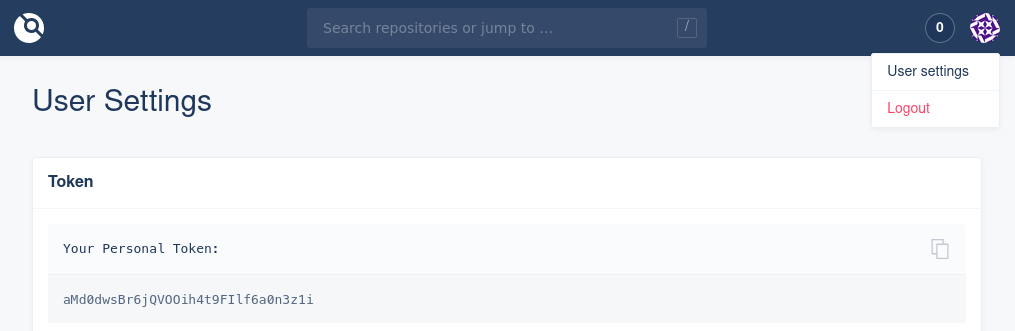 Search repositories or jump to ...
/
0
User settings
Logout
User Settings
Token
Your Personal Token:
aMd0dwsBr6jQVOOih4t9FIlf6a0n3z1i